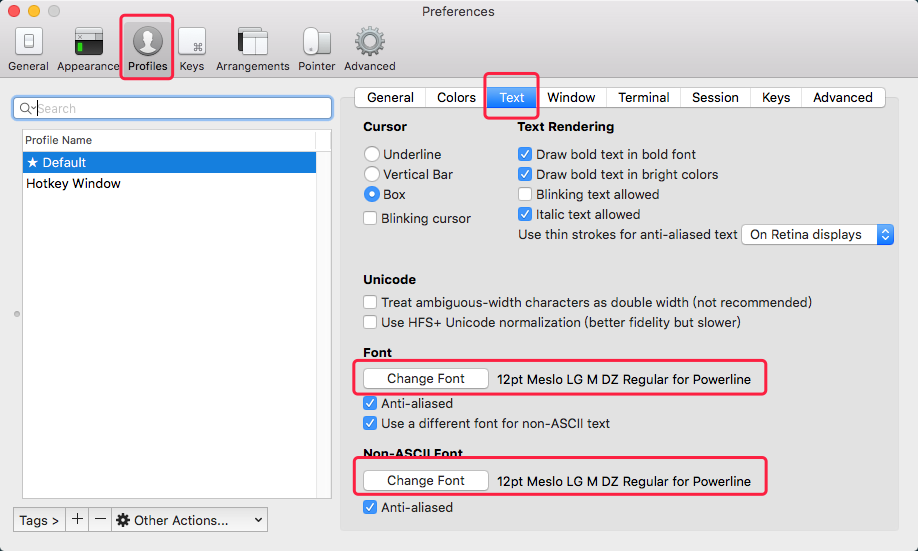 Preferences
General Appearance Profiles Keys Arrangements Pointer Advanced
Search
Profile Name
★ Default
Hotkey Window
Tags > + − Other Actions...
General Colors Text Window Terminal Session Keys Advanced
Cursor
Underline
Vertical Bar
Box
Blinking cursor
Text Rendering
Draw bold text in bold font
Draw bold text in bright colors
Blinking text allowed
Italic text allowed
Use thin strokes for anti-aliased text On Retina displays
Unicode
Treat ambiguous-width characters as double width (not recommended)
Use HFS+ Unicode normalization (better fidelity but slower)
Font
Change Font 12pt Meslo LG M DZ Regular for Powerline
Anti-aliased
Use a different font for non-ASCII text
Non-ASCII Font
Change Font 12pt Meslo LG M DZ Regular for Powerline
Anti-aliased